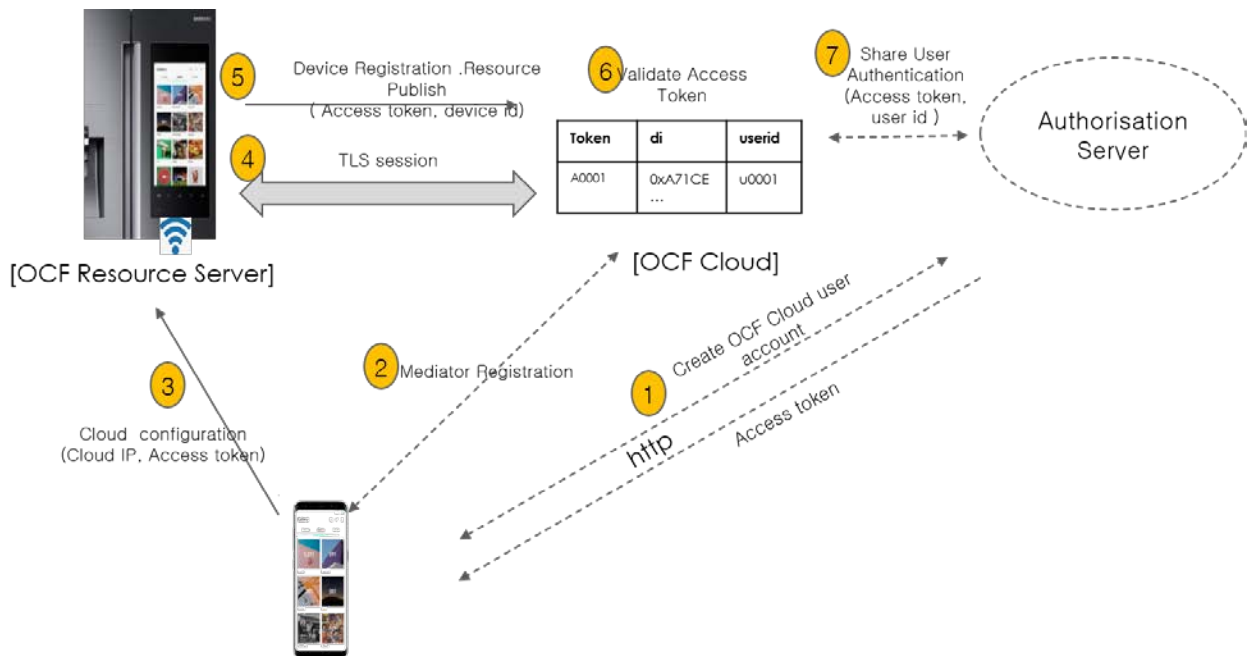 5
Device Registration .Resource
Publish
( Access token, device id)
4
TLS session
6
Validate Access
Token
Token di userid
A0001 0xA71CE
...
u0001
7
Share User
Authentication
(Access token,
user id )
Authorisation
Server
[OCF Resource Server]
[OCF Cloud]
3
Cloud configuration
(Cloud IP, Access token)
2
Mediator Registration
1
Create OCF Cloud user
account
http
Access token